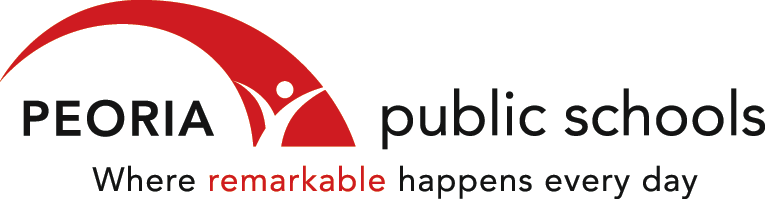 PEORIA public schools
Where remarkable happens every day